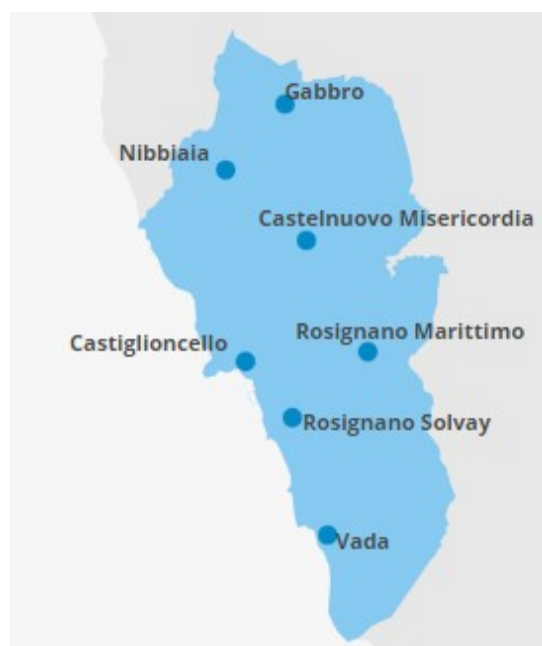 Gabbro
Nibbiaia
Castelnuovo Misericordia
Rosignano Marittimo
Castiglioncello
Rosignano Solvay
Vada